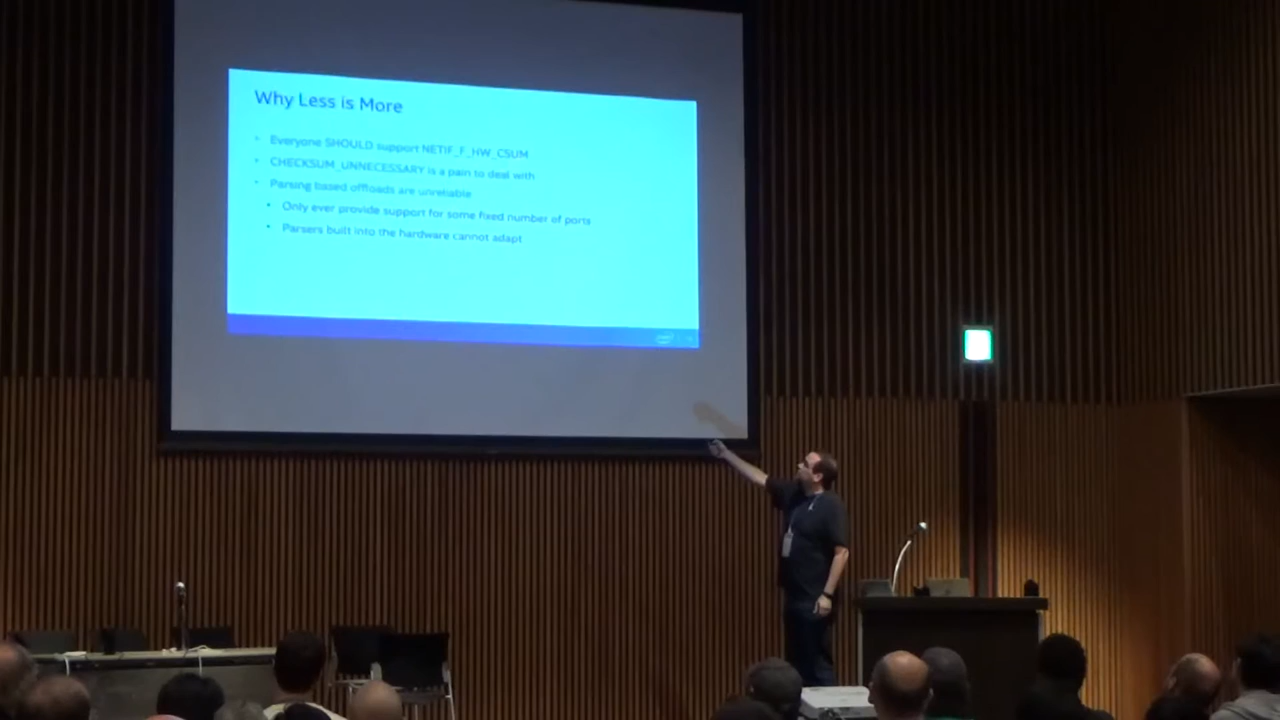 Why Less is More
• Everyone SHOULD support NETIF_F_HW_CSUM
• CHECKSUM_UNNECESSARY is a pain to deal with
• Parsing based offloads are unreliable
• Only ever provide support for some fixed number of ports
• Parsers built into the hardware cannot adapt
intel